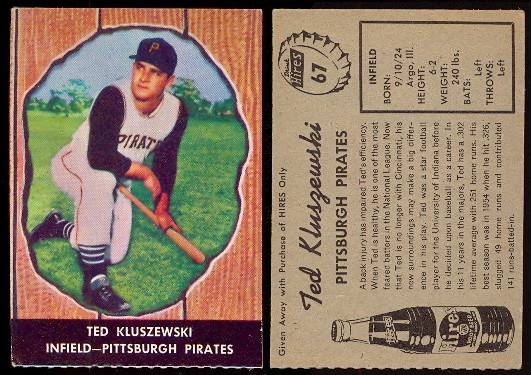 P
PIRAT
TED KLUSZEWSKI
INFIELD—PITTSBURGH PIRATES
Given Away with Purchase of HIRES Only
Drink
Hires
67
Ted Kluszewski
PITTSBURGH PIRATES
INFIELD
BORN:
9/10/24
Argo, Ill.
HEIGHT:
6-2
WEIGHT:
240 lbs.
BATS:
Left
THROWS:
Left
A back injury has impaired Ted's efficiency.
When Ted is healthy, he is one of the most
feared batters in the National League. Now
that Ted is no longer with Cincinnati, his
now surroundings may make a big differ-
ence in his play. Ted was a star football
player for the University of Indiana before
he decided upon baseball as a career. In
his 11 years in the majors, Ted has a .302
lifetime average with 251 home runs. His
best season was in 1954 when he hit .326,
slugged 49 home runs and contributed
141 runs-batted-in.
Hires